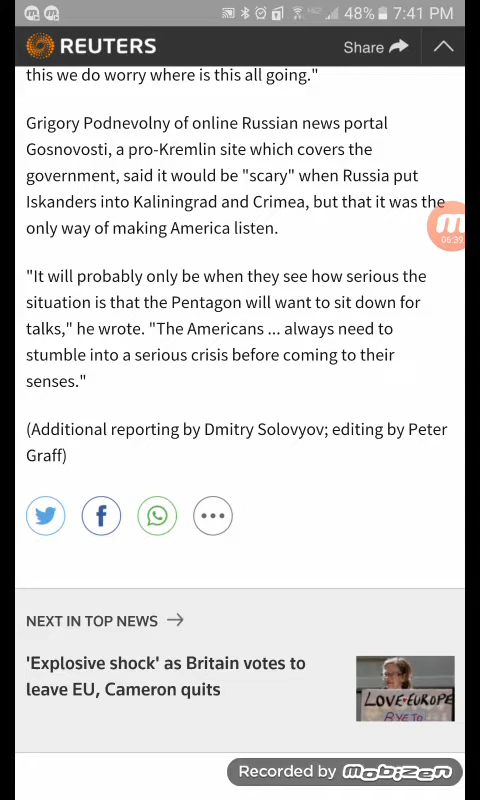 48% 7:41 PM
REUTERS Share
this we do worry where is this all going."
Grigory Podnevolny of online Russian news portal
Gosnovosti, a pro-Kremlin site which covers the
government, said it would be "scary" when Russia put
Iskanders into Kaliningrad and Crimea, but that it was the
only way of making America listen.
06:39
"It will probably only be when they see how serious the
situation is that the Pentagon will want to sit down for
talks," he wrote. "The Americans ... always need to
stumble into a serious crisis before coming to their
senses."
(Additional reporting by Dmitry Solovyov; editing by Peter
Graff)
NEXT IN TOP NEWS
'Explosive shock' as Britain votes to
leave EU, Cameron quits
LOVE EUROPE
BYE TO
Recorded by mobizen